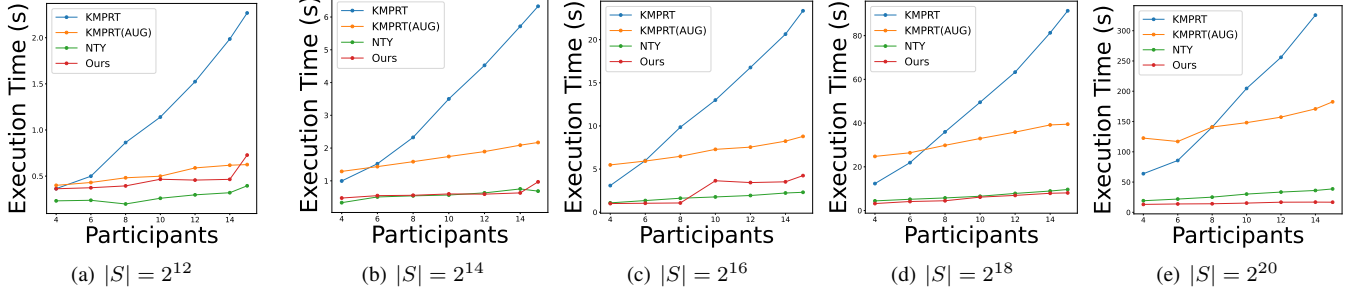 Execution Time (s)
2.0
1.5
1.0
0.5
KMPRT
KMPRT(AUG)
NTY
Ours
4 6 8 10 12 14
Participants
(a) |S| = 2^12
Execution Time (s)
6
5
4
3
2
1
0
KMPRT
KMPRT(AUG)
NTY
Ours
4 6 8 10 12 14
Participants
(b) |S| = 2^14
Execution Time (s)
20
15
10
5
0
KMPRT
KMPRT(AUG)
NTY
Ours
4 6 8 10 12 14
Participants
(c) |S| = 2^16
Execution Time (s)
80
60
40
20
0
KMPRT
KMPRT(AUG)
NTY
Ours
4 6 8 10 12 14
Participants
(d) |S| = 2^18
Execution Time (s)
300
250
200
150
100
50
0
KMPRT
KMPRT(AUG)
NTY
Ours
4 6 8 10 12 14
Participants
(e) |S| = 2^20